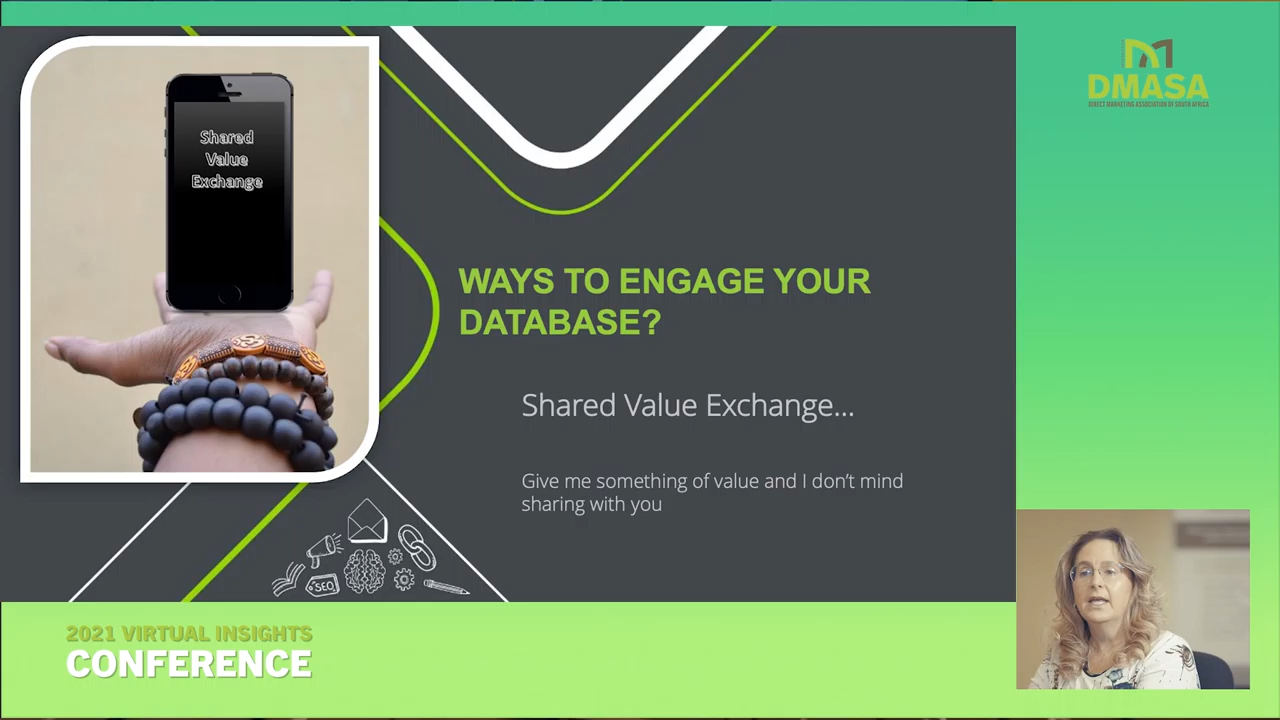 Shared
Value
Exchange
DMASA
DIRECT MARKETING ASSOCIATION OF SOUTH AFRICA
WAYS TO ENGAGE YOUR
DATABASE?
Shared Value Exchange...
Give me something of value and I don't mind
sharing with you
SEO
2021 VIRTUAL INSIGHTS
CONFERENCE